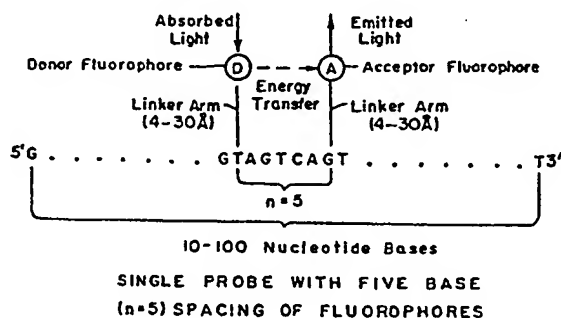 Absorbed Light
Emitted Light
Donor Fluorophore
D
A
Acceptor Fluorophore
Energy Transfer
Linker Arm (4-30Å)
Linker Arm (4-30Å)
5'G . . . . . . . . GTAGTCAGT . . . . . . . T3'
n = 5
10-100 Nucleotide Bases
SINGLE PROBE WITH FIVE BASE
(n=5) SPACING OF FLUOROPHORES